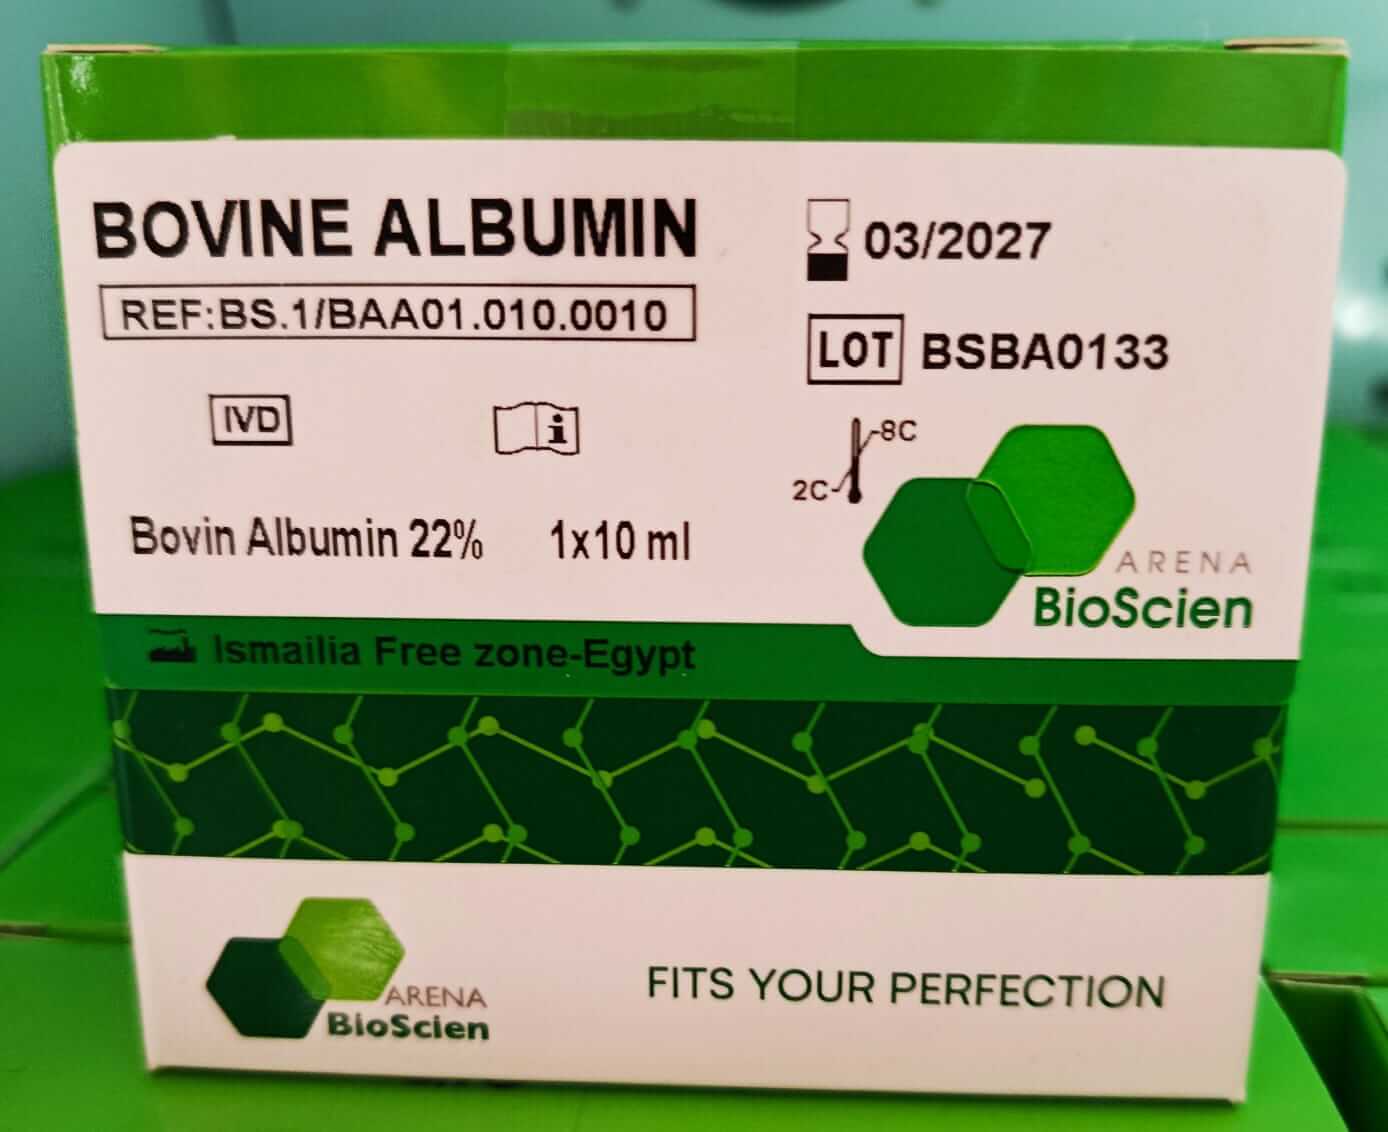 BOVINE ALBUMIN
REF:BS.1/BAA01.010.0010
IVD
i
Bovin Albumin 22% 1x10 ml
03/2027
LOT BSBA0133
-8C
2C-
ARENA
BioScien
Ismailia Free zone-Egypt
ARENA
BioScien
FITS YOUR PERFECTION